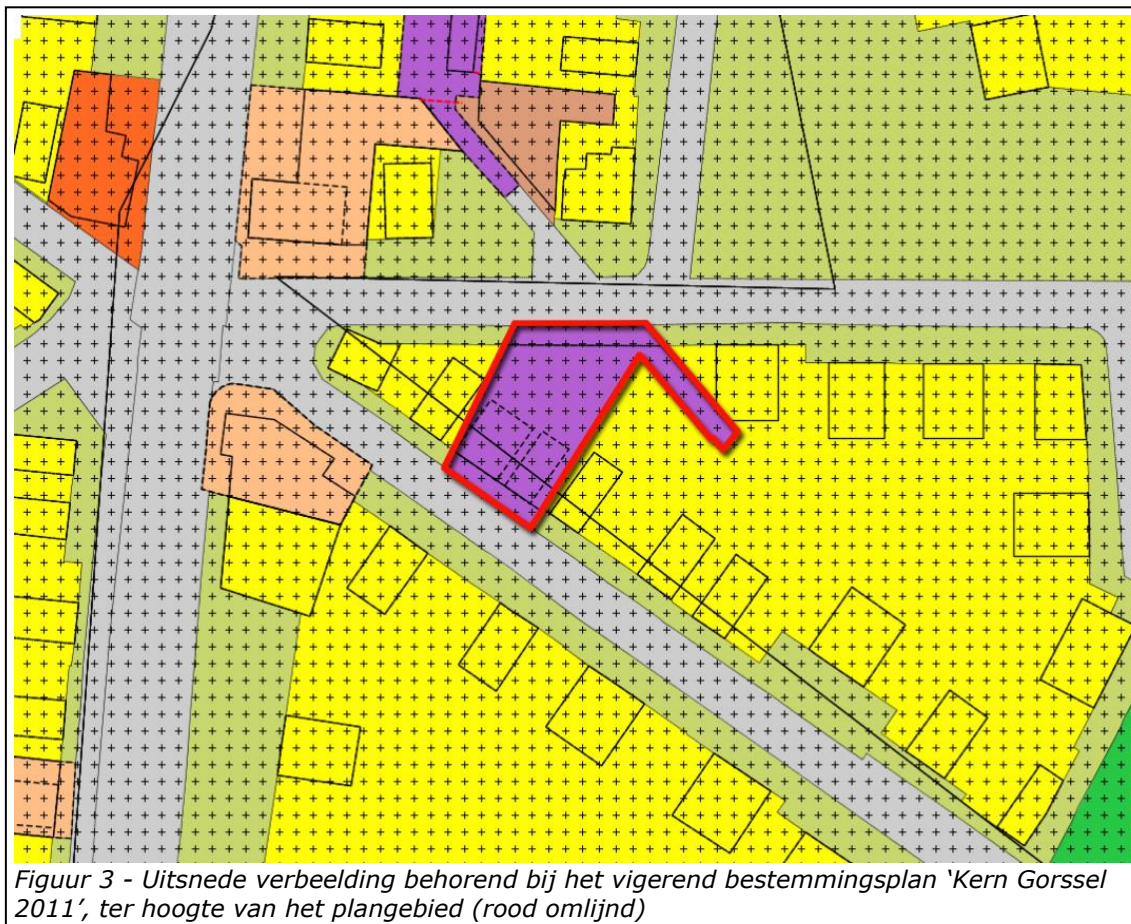 Figuur 3 - Uitsnede verbeelding behorend bij het vigerend bestemmingsplan ‘Kern Gorssel
2011’, ter hoogte van het plangebied (rood omlijnd)